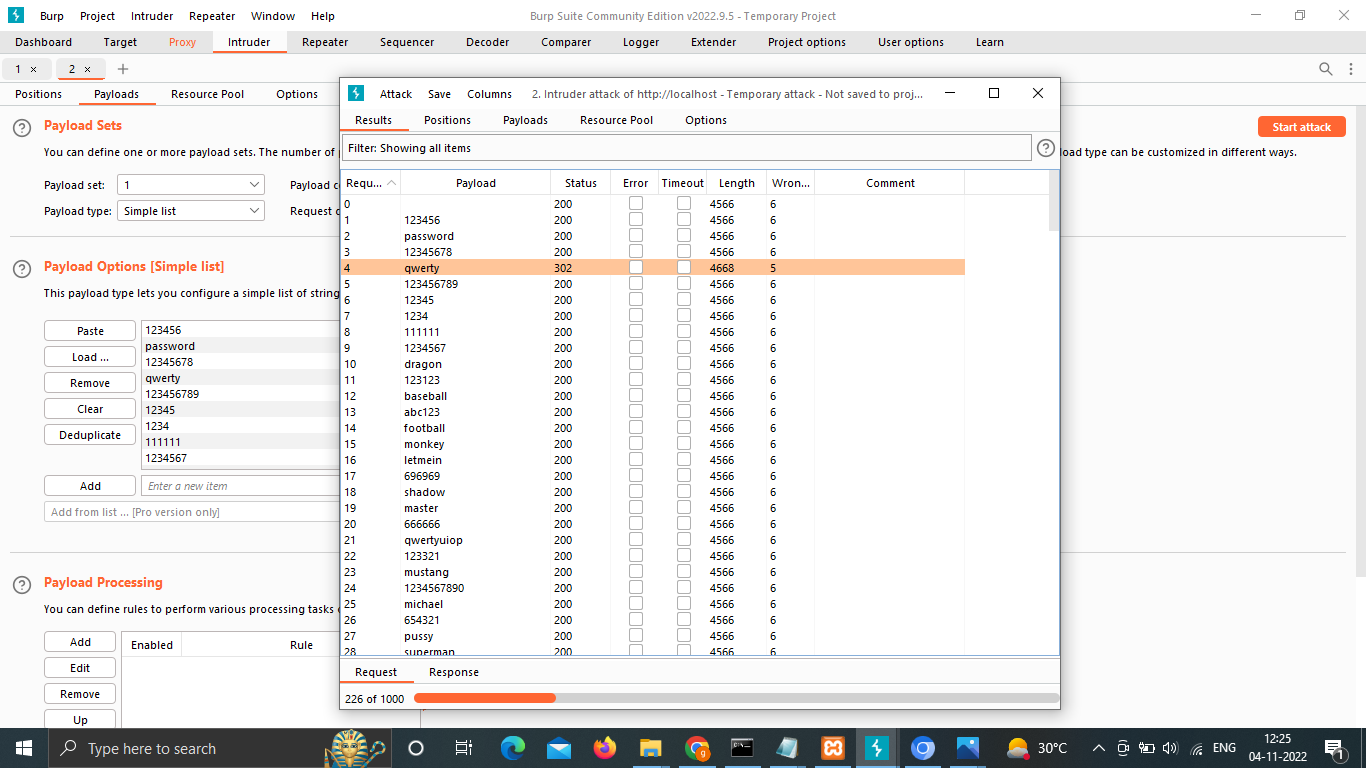 Burp Project Intruder Repeater Window Help Burp Suite Community Edition v2022.9.5 - Temporary Project
Dashboard Target Proxy Intruder Repeater Sequencer Decoder Comparer Logger Extender Project options User options Learn
1 × 2 × +
Positions Payloads Resource Pool Options
Payload Sets
Start attack
You can define one or more payload sets. The number of
load type can be customized in different ways.
Payload set: 1
Payload type: Simple list
Payload Options [Simple list]
This payload type lets you configure a simple list of string
Paste
Load ...
Remove
Clear
Deduplicate
123456
password
12345678
qwerty
123456789
12345
1234
111111
1234567
Add Enter a new item
Add from list ... [Pro version only]
Payload Processing
You can define rules to perform various processing tasks
Add
Edit
Remove
Up
Enabled Rule
Attack Save Columns 2. Intruder attack of http://localhost - Temporary attack - Not saved to proj...
Results Positions Payloads Resource Pool Options
Filter: Showing all items
Requ... Payload Status Error Timeout Length Wron... Comment
0 200 4566 6
1 123456 200 4566 6
2 password 200 4566 6
3 12345678 200 4566 6
4 qwerty 302 4668 5
5 123456789 200 4566 6
6 12345 200 4566 6
7 1234 200 4566 6
8 111111 200 4566 6
9 1234567 200 4566 6
10 dragon 200 4566 6
11 123123 200 4566 6
12 baseball 200 4566 6
13 abc123 200 4566 6
14 football 200 4566 6
15 monkey 200 4566 6
16 letmein 200 4566 6
17 696969 200 4566 6
18 shadow 200 4566 6
19 master 200 4566 6
20 666666 200 4566 6
21 qwertyuiop 200 4566 6
22 123321 200 4566 6
23 mustang 200 4566 6
24 1234567890 200 4566 6
25 michael 200 4566 6
26 654321 200 4566 6
27 pussy 200 4566 6
28 superman 200 4566 6
Request Response
226 of 1000
Type here to search
30°C ENG 12:25
04-11-2022
1